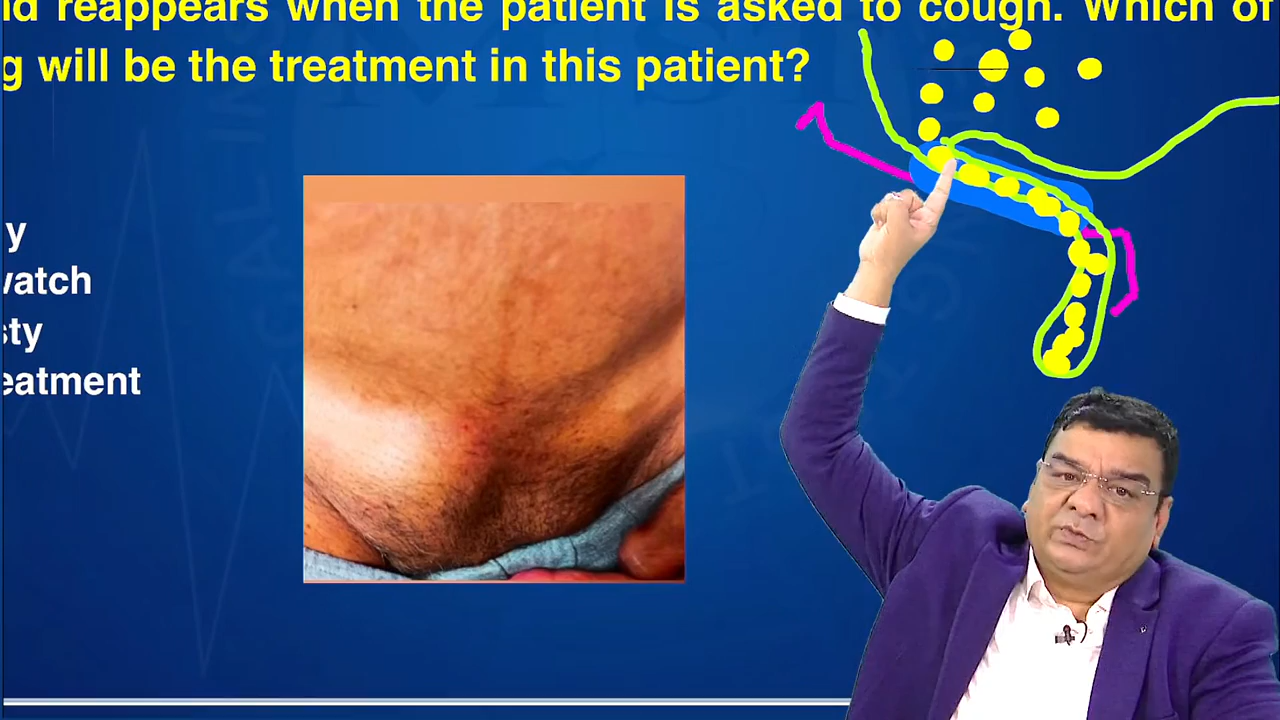 ld reappears when the patient is asked to cough. Which of
g will be the treatment in this patient?
y
watch
sty
eatment